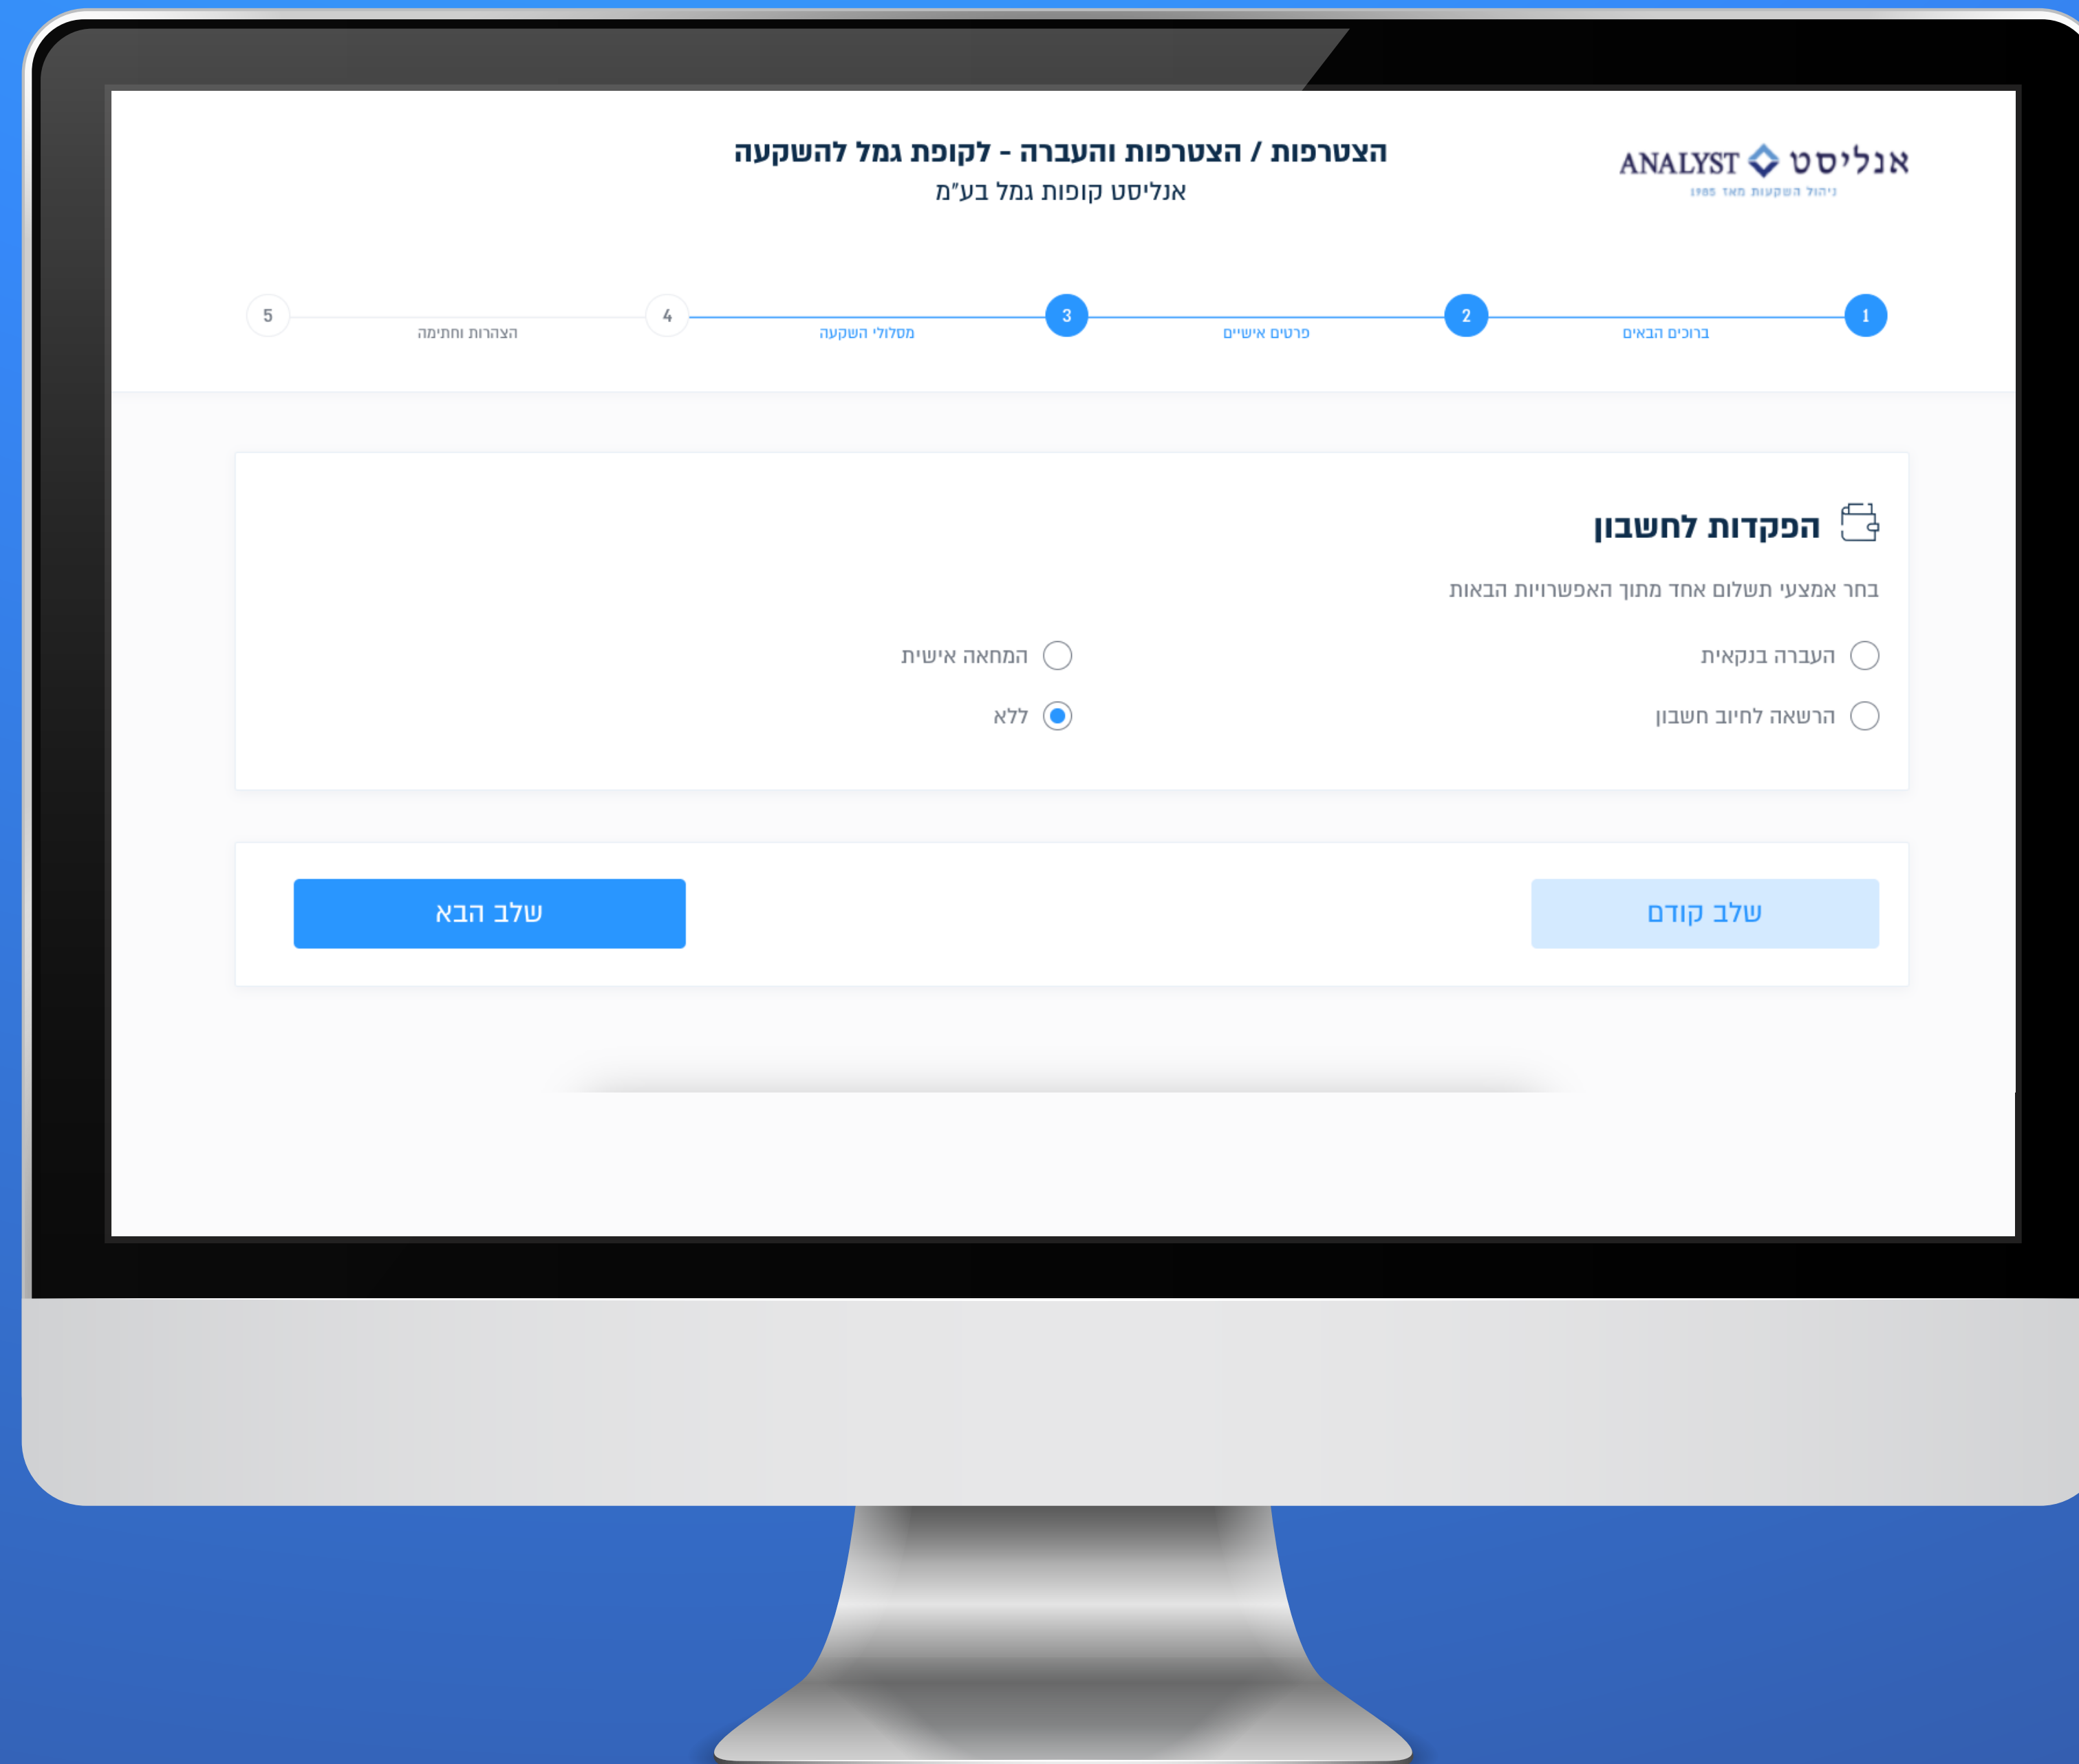 אנליסט ANALYST
ניהול השקעות מאז 1985
הצטרפות / הצטרפות והעברה - לקופת גמל להשקעה
אנליסט קופות גמל בע"מ
1
ברוכים הבאים
2
פרטים אישיים
3
מסלולי השקעה
4
הצהרות וחתימה
5
הפקדות לחשבון
בחר אמצעי תשלום אחד מתוך האפשרויות הבאות
העברה בנקאית
המחאה אישית
הרשאה לחיוב חשבון
ללא
שלב קודם
שלב הבא